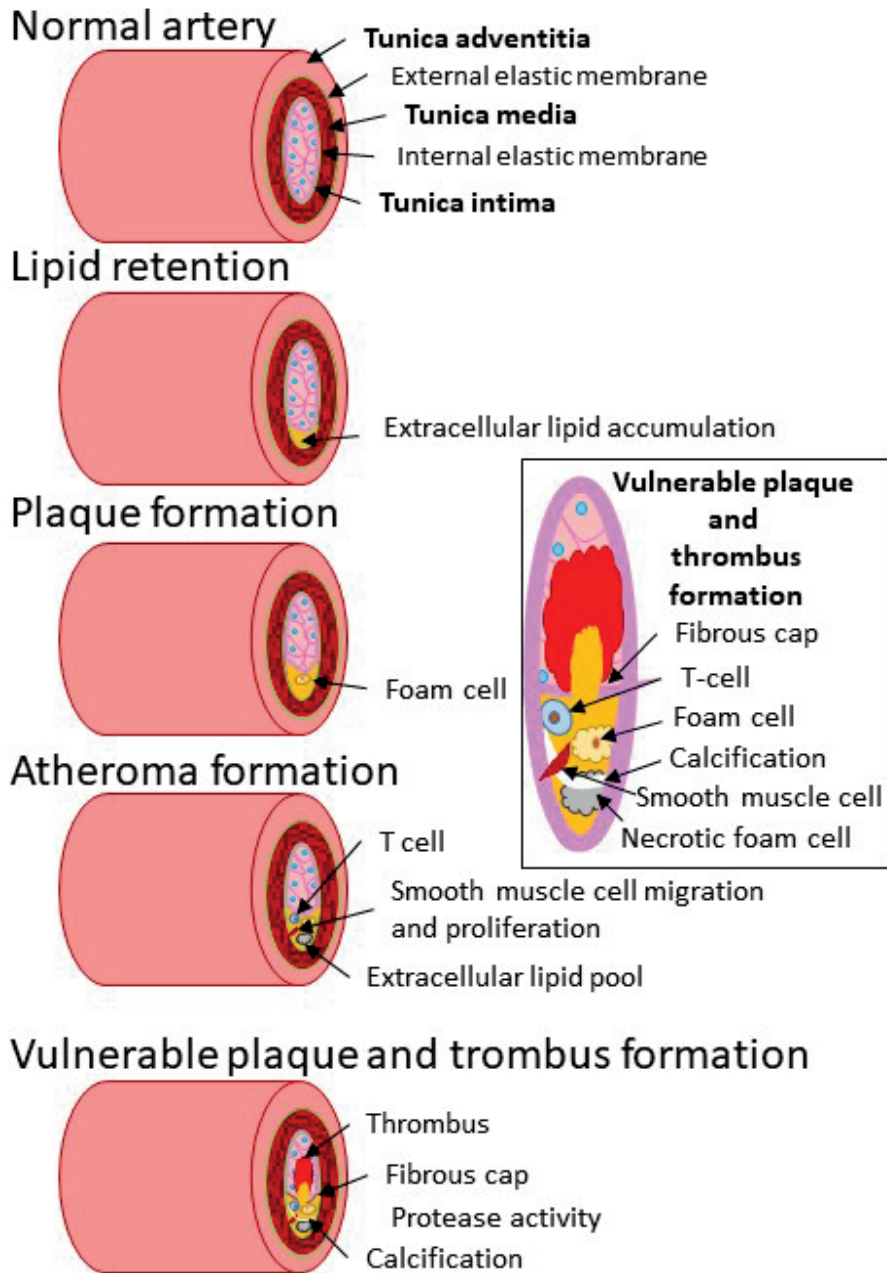 Normal artery
Tunica adventitia
External elastic membrane
Tunica media
Internal elastic membrane
Tunica intima
Lipid retention
Extracellular lipid accumulation
Plaque formation
Foam cell
Vulnerable plaque
and
thrombus
formation
Fibrous cap
T-cell
Foam cell
Calcification
Smooth muscle cell
Necrotic foam cell
Atheroma formation
T cell
Smooth muscle cell migration
and proliferation
Extracellular lipid pool
Vulnerable plaque and trombus formation
Thrombus
Fibrous cap
Protease activity
Calcification